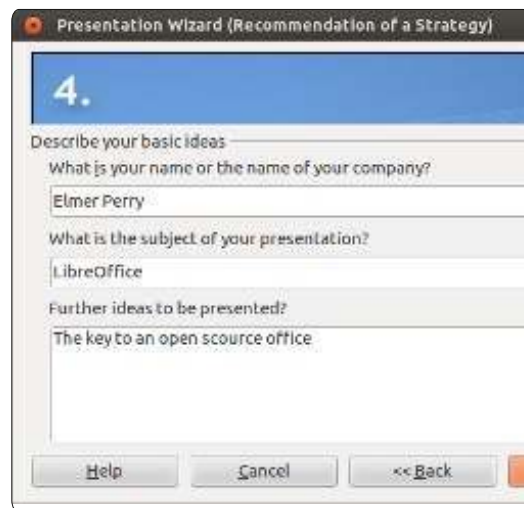 Presentation Wizard (Recommendation of a Strategy)
4.
Describe your basic ideas
What is your name or the name of your company?
Elmer Perry
What is the subject of your presentation?
LibreOffice
Further ideas to be presented?
The key to an open scource office
Help Cancel << Back